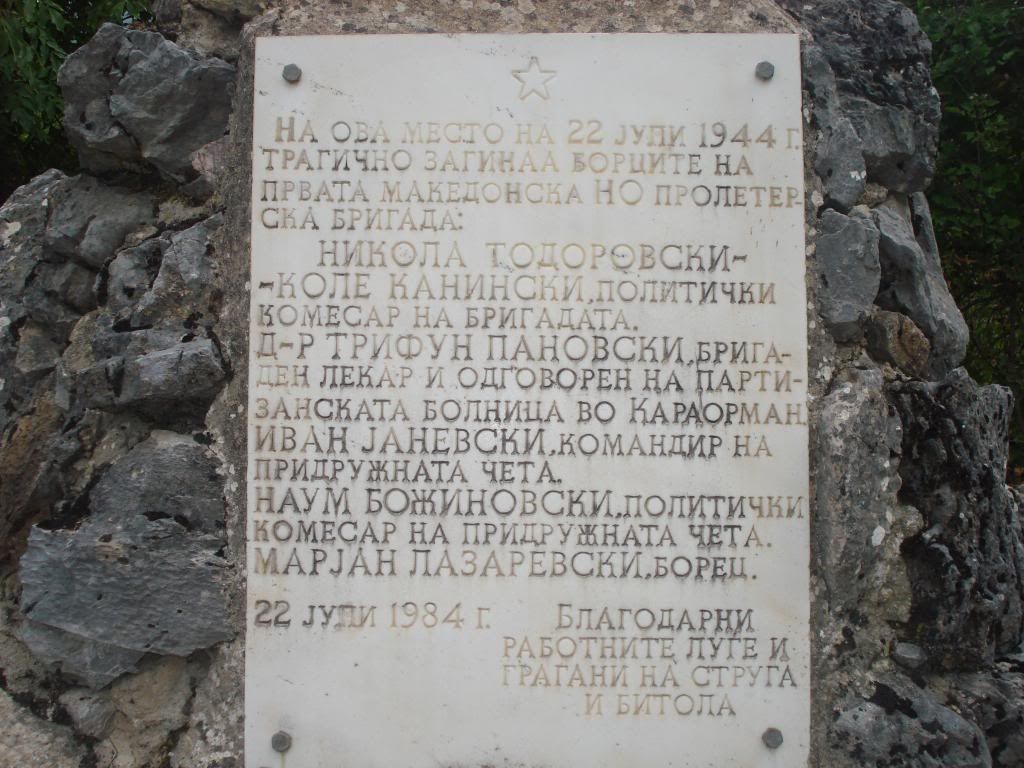 НА ОВА МЕСТО НА 22 ЈУЛИ 1944 Г.
ТРАГИЧНО ЗАГИНАА БОРЦИТЕ НА
ПРВАТА МАКЕДОНСКА НО ПРОЛЕТЕР-
СКА БРИГАДА:
НИКОЛА ТОДОРОВСКИ-
-КОЛЕ КАНИНСКИ, ПОЛИТИЧКИ
КОМЕСАР НА БРИГАДАТА.
Д-Р ТРИФУН ПАНОВСКИ, БРИГА-
ДЕН ЛЕКАР И ОДГОВОРЕН НА ПАРТИ-
ЗАНСКАТА БОЛНИЦА ВО КАРАОРМАН.
ИВАН ЈАНЕВСКИ, КОМАНДИР НА
ПРИДРУЖНАТА ЧЕТА.
НАУМ БОЖИНОВСКИ, ПОЛИТИЧКИ
КОМЕСАР НА ПРИДРУЖНАТА ЧЕТА.
МАРЈАН ЛАЗАРЕВСКИ, БОРЕЦ.
22 ЈУЛИ 1984 Г.
БЛАГОДАРНИ
РАБОТНИТЕ ЛУЃЕ И
ГРАЃАНИ НА СТРУГА
И БИТОЛА